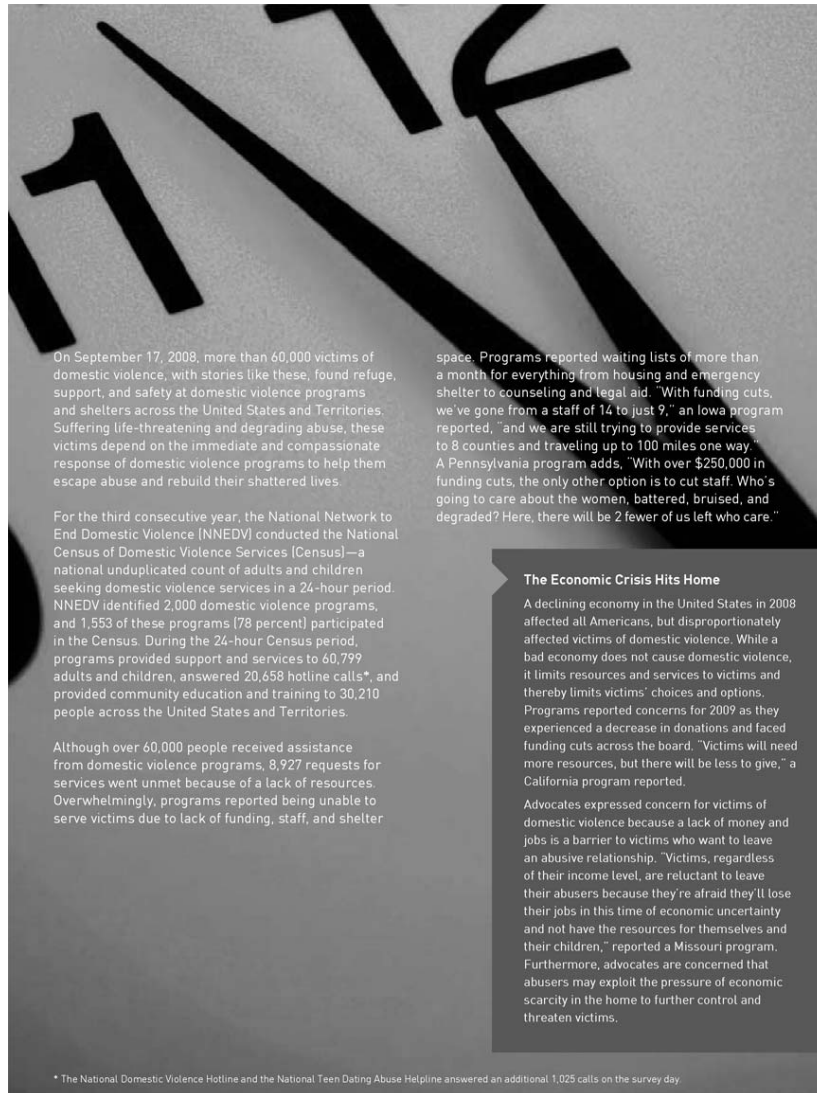 12
11
On September 17, 2008, more than 60,000 victims of
domestic violence, with stories like these, found refuge,
support, and safety at domestic violence programs
and shelters across the United States and Territories.
Suffering life-threatening and degrading abuse, these
victims depend on the immediate and compassionate
response of domestic violence programs to help them
escape abuse and rebuild their shattered lives.
For the third consecutive year, the National Network to
End Domestic Violence (NNEDV) conducted the National
Census of Domestic Violence Services (Census)—a
national unduplicated count of adults and children
seeking domestic violence services in a 24-hour period.
NNEDV identified 2,000 domestic violence programs,
and 1,553 of these programs (78 percent) participated
in the Census. During the 24-hour Census period,
programs provided support and services to 60,799
adults and children, answered 20,658 hotline calls*, and
provided community education and training to 30,210
people across the United States and Territories.
Although over 60,000 people received assistance
from domestic violence programs, 8,927 requests for
services went unmet because of a lack of resources.
Overwhelmingly, programs reported being unable to
serve victims due to lack of funding, staff, and shelter
space. Programs reported waiting lists of more than
a month for everything from housing and emergency
shelter to counseling and legal aid. “With funding cuts,
we’ve gone from a staff of 14 to just 9,” an Iowa program
reported, “and we are still trying to provide services
to 8 counties and traveling up to 100 miles one way.”
A Pennsylvania program adds, “With over $250,000 in
funding cuts, the only other option is to cut staff. Who’s
going to care about the women, battered, bruised, and
degraded? Here, there will be 2 fewer of us left who care.”
The Economic Crisis Hits Home
A declining economy in the United States in 2008
affected all Americans, but disproportionately
affected victims of domestic violence. While a
bad economy does not cause domestic violence,
it limits resources and services to victims and
thereby limits victims’ choices and options.
Programs reported concerns for 2009 as they
experienced a decrease in donations and faced
funding cuts across the board. “Victims will need
more resources, but there will be less to give,” a
California program reported.
Advocates expressed concern for victims of
domestic violence because a lack of money and
jobs is a barrier to victims who want to leave
an abusive relationship. “Victims, regardless
of their income level, are reluctant to leave
their abusers because they’re afraid they’ll lose
their jobs in this time of economic uncertainty
and not have the resources for themselves and
their children,” reported a Missouri program.
Furthermore, advocates are concerned that
abusers may exploit the pressure of economic
scarcity in the home to further control and
threaten victims.
* The National Domestic Violence Hotline and the National Teen Dating Abuse Helpline answered an additional 1,025 calls on the survey day.